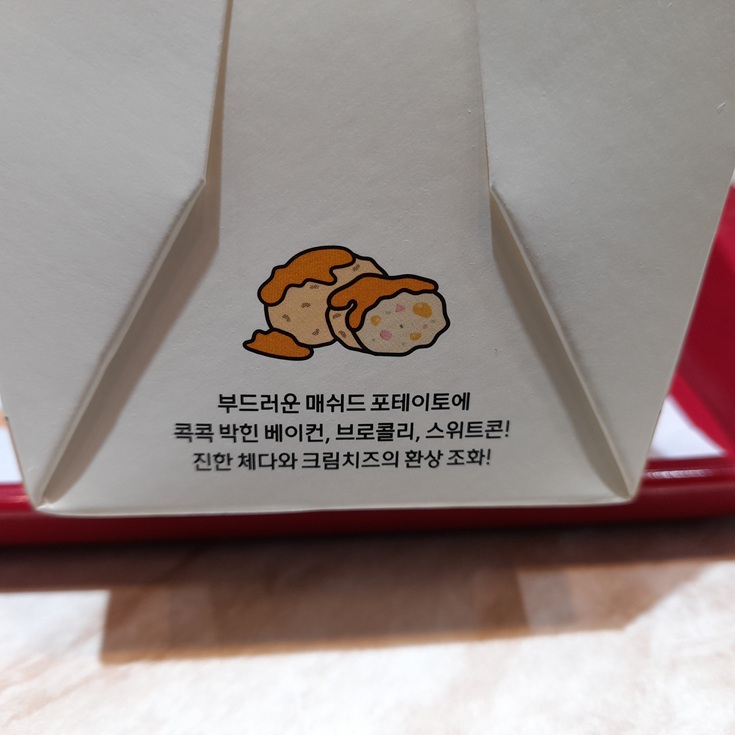 부드러운 매쉬드 포테이토에
콕콕 박힌 베이컨, 브로콜리, 스위트콘!
진한 체다와 크림치즈의 환상 조화!